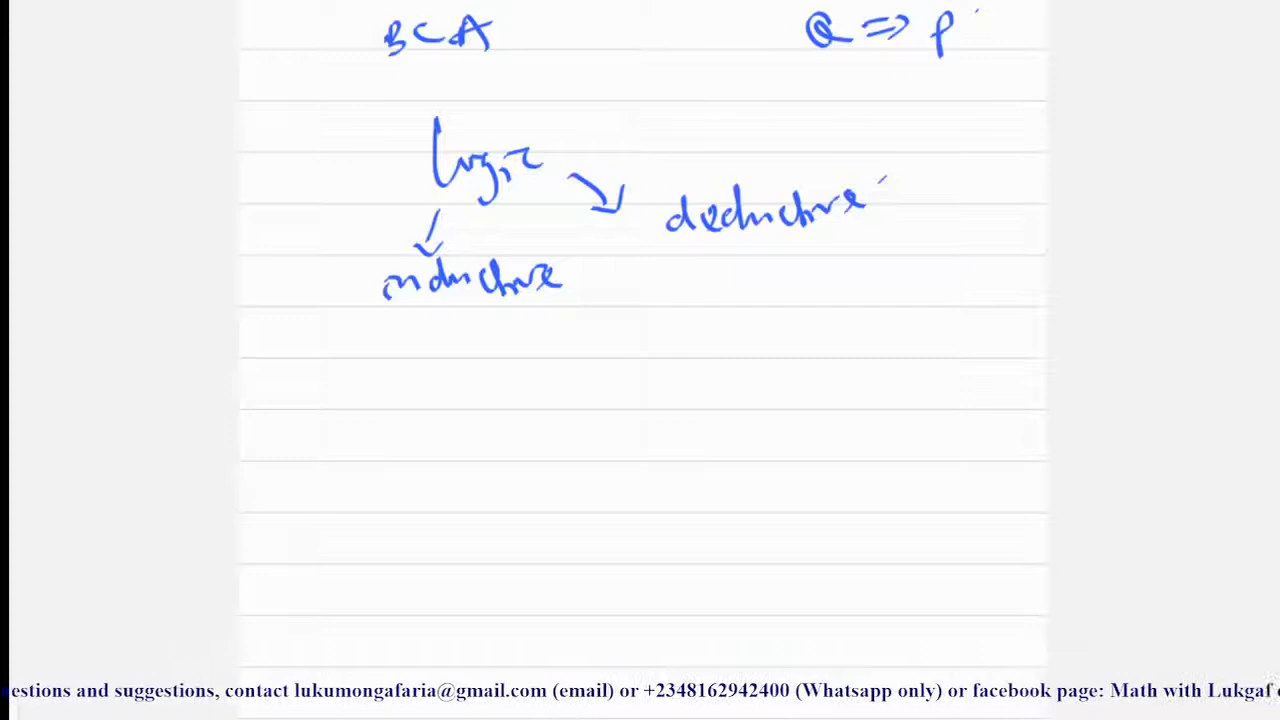 B ⊂ A
Q ⇒ P
Logic
deductive
inductive
estions and suggestions, contact lukumongafaria@gmail.com (email) or +2348162942400 (Whatsapp only) or facebook page: Math with Lukgaf